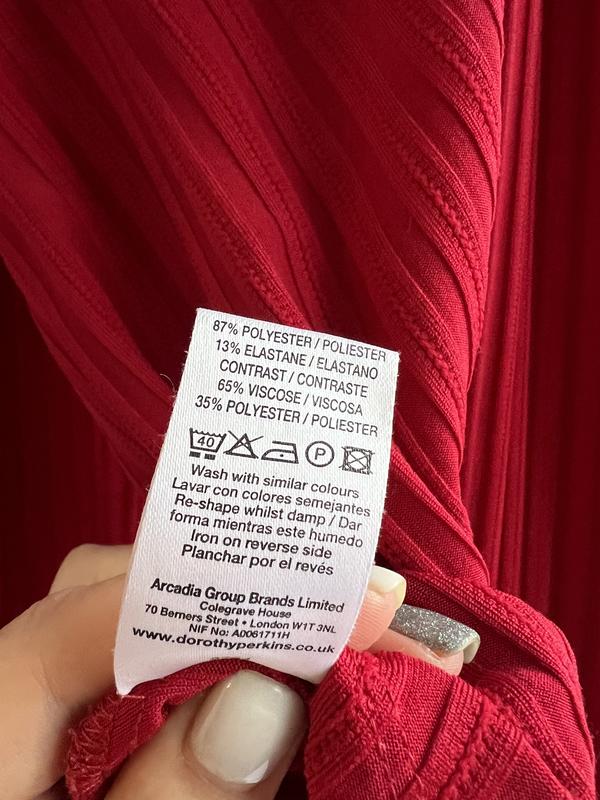 87% POLYESTER / POLIESTER
13% ELASTANE / ELASTANO
CONTRAST / CONTRASTE
65% VISCOSE / VISCOSA
35% POLYESTER / POLIESTER
40 P
Wash with similar colours
Lavar con colores semejantes
Re-shape whilst damp / Dar
forma mientras este humedo
Iron on reverse side
Planchar por el revés
Arcadia Group Brands Limited
Colegrave House
70 Berners Street • London W1T 3NL
NIF No: A0061711H
www.dorothyperkins.co.uk